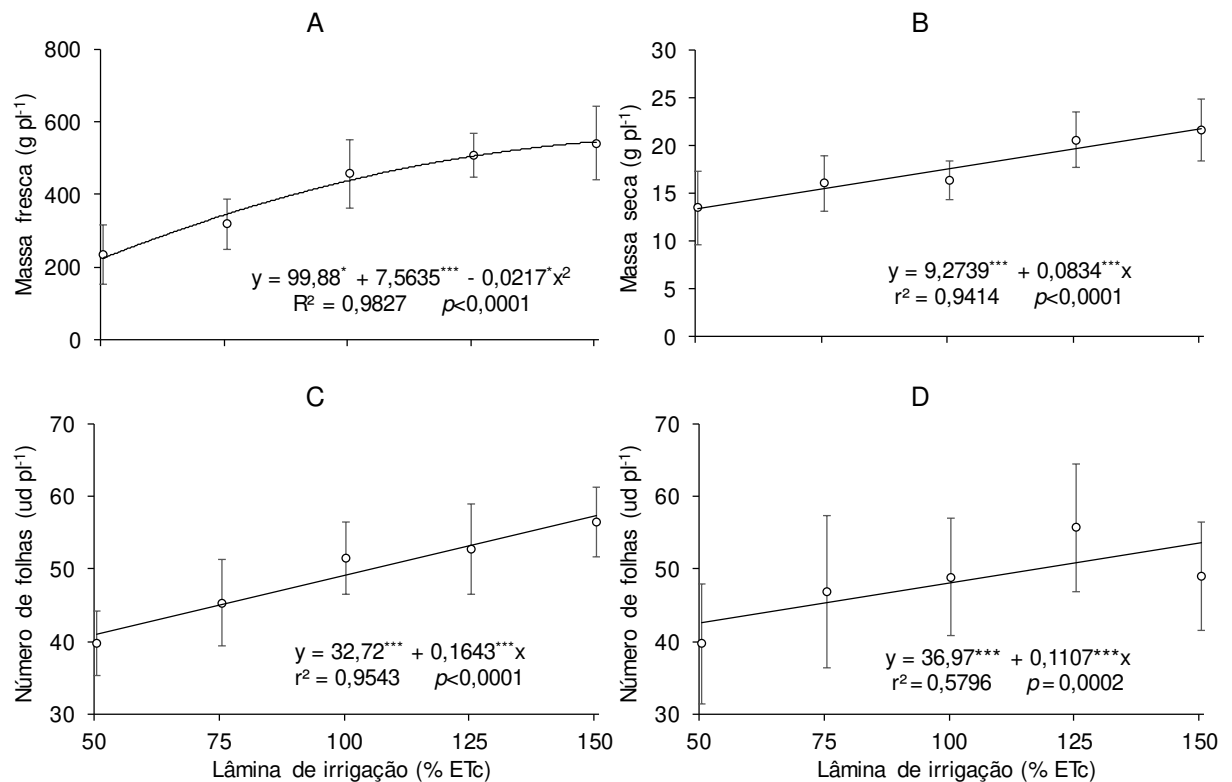 A
Massa fresca (g pl⁻¹)
800
600
400
200
0
y = 99,88* + 7,5635*** - 0,0217*x²
R² = 0,9827 p<0,0001
B
Massa seca (g pl⁻¹)
30
25
20
15
10
5
0
y = 9,2739*** + 0,0834***x
r² = 0,9414 p<0,0001
C
Número de folhas (ud pl⁻¹)
70
60
50
40
30
y = 32,72*** + 0,1643***x
r² = 0,9543 p<0,0001
50 75 100 125 150
Lâmina de irrigação (% ETc)
D
Número de folhas (ud pl⁻¹)
70
60
50
40
30
y = 36,97*** + 0,1107***x
r² = 0,5796 p = 0,0002
50 75 100 125 150
Lâmina de irrigação (% ETc)